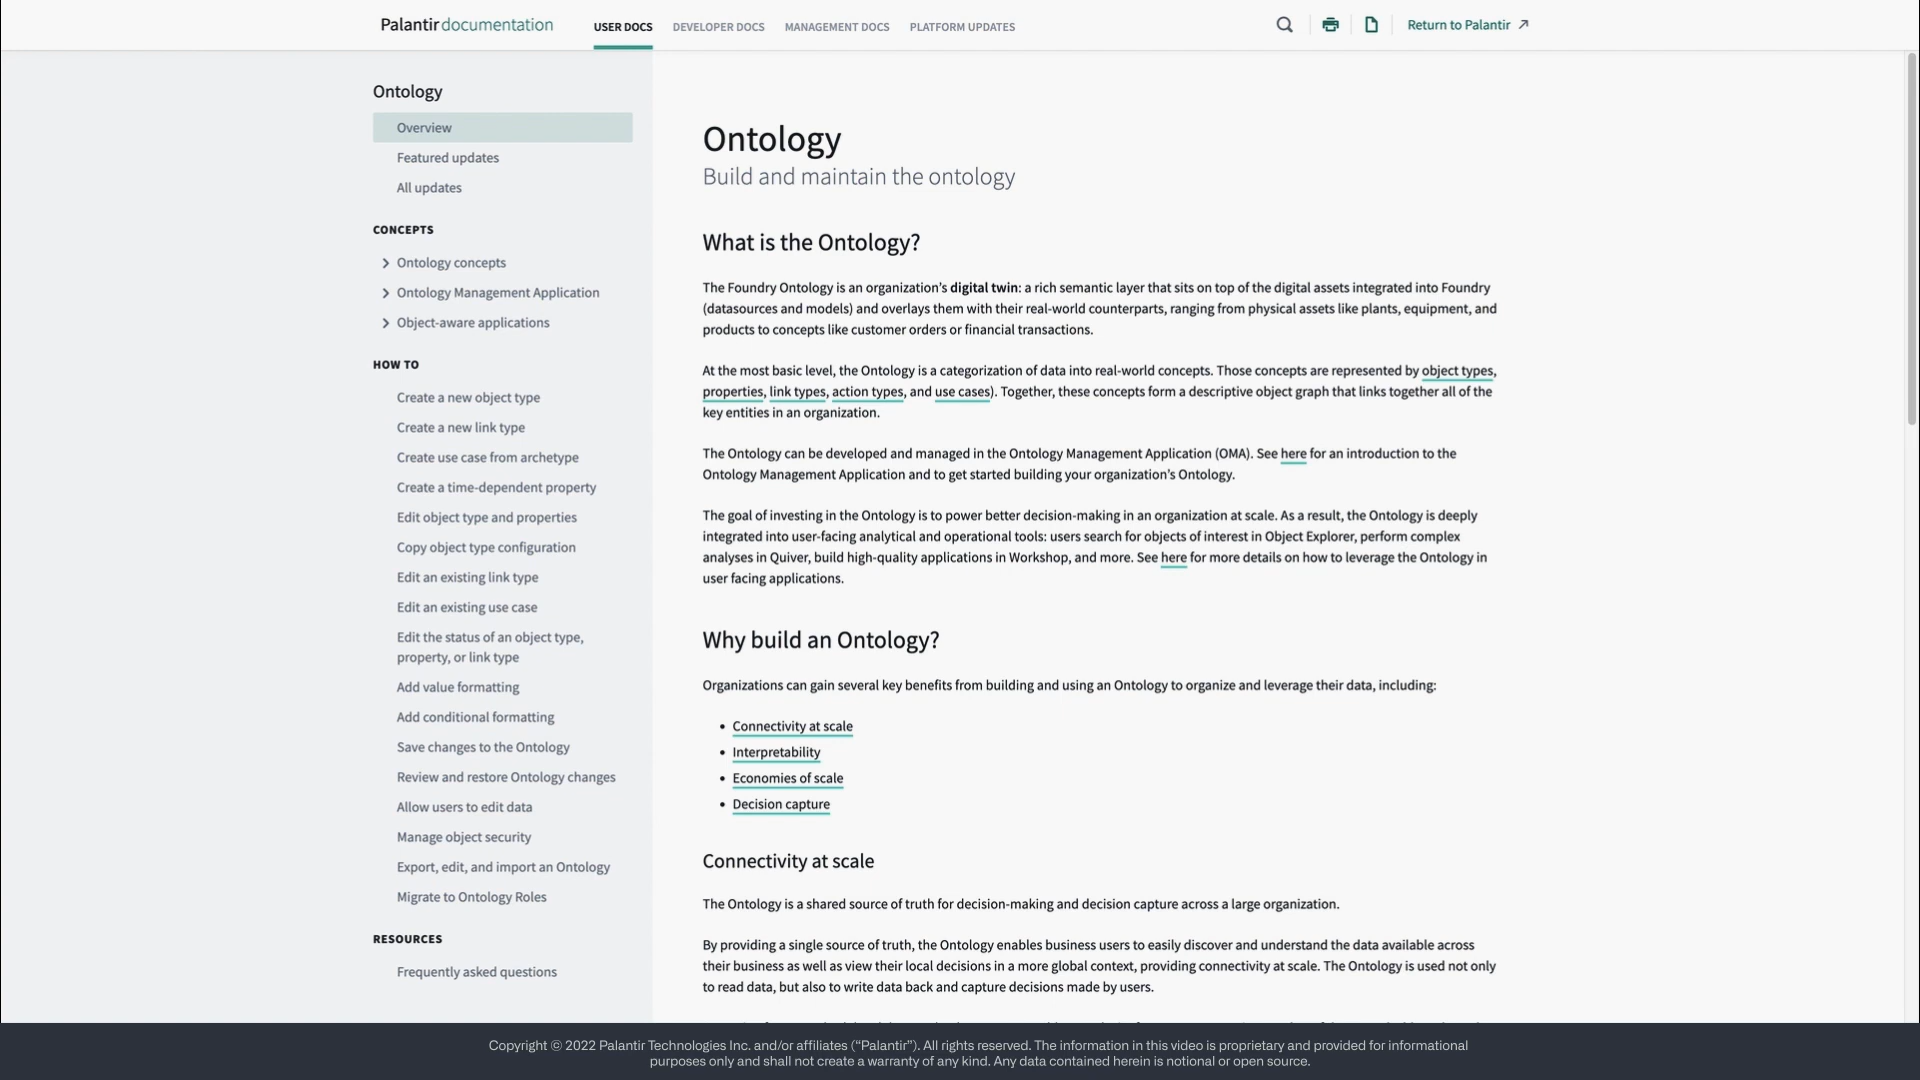 Palantir documentation
USER DOCS
DEVELOPER DOCS
MANAGEMENT DOCS
PLATFORM UPDATES
Return to Palantir
Ontology
Overview
Featured updates
All updates
CONCEPTS
Ontology concepts
Ontology Management Application
Object-aware applications
HOW TO
Create a new object type
Create a new link type
Create use case from archetype
Create a time-dependent property
Edit object type and properties
Copy object type configuration
Edit an existing link type
Edit an existing use case
Edit the status of an object type,
property, or link type
Add value formatting
Add conditional formatting
Save changes to the Ontology
Review and restore Ontology changes
Allow users to edit data
Manage object security
Export, edit, and import an Ontology
Migrate to Ontology Roles
RESOURCES
Frequently asked questions
Ontology
Build and maintain the ontology
What is the Ontology?
The Foundry Ontology is an organization’s digital twin: a rich semantic layer that sits on top of the digital assets integrated into Foundry
(datasources and models) and overlays them with their real-world counterparts, ranging from physical assets like plants, equipment, and
products to concepts like customer orders or financial transactions.
At the most basic level, the Ontology is a categorization of data into real-world concepts. Those concepts are represented by object types,
properties, link types, action types, and use cases). Together, these concepts form a descriptive object graph that links together all of the
key entities in an organization.
The Ontology can be developed and managed in the Ontology Management Application (OMA). See here for an introduction to the
Ontology Management Application and to get started building your organization’s Ontology.
The goal of investing in the Ontology is to power better decision-making in an organization at scale. As a result, the Ontology is deeply
integrated into user-facing analytical and operational tools: users search for objects of interest in Object Explorer, perform complex
analyses in Quiver, build high-quality applications in Workshop, and more. See here for more details on how to leverage the Ontology in
user facing applications.
Why build an Ontology?
Organizations can gain several key benefits from building and using an Ontology to organize and leverage their data, including:
• Connectivity at scale
• Interpretability
• Economies of scale
• Decision capture
Connectivity at scale
The Ontology is a shared source of truth for decision-making and decision capture across a large organization.
By providing a single source of truth, the Ontology enables business users to easily discover and understand the data available across
their business as well as view their local decisions in a more global context, providing connectivity at scale. The Ontology is used not only
to read data, but also to write data back and capture decisions made by users.
Copyright © 2022 Palantir Technologies Inc. and/or affiliates (“Palantir”). All rights reserved. The information in this video is proprietary and provided for informational
purposes only and shall not create a warranty of any kind. Any data contained herein is notional or open source.